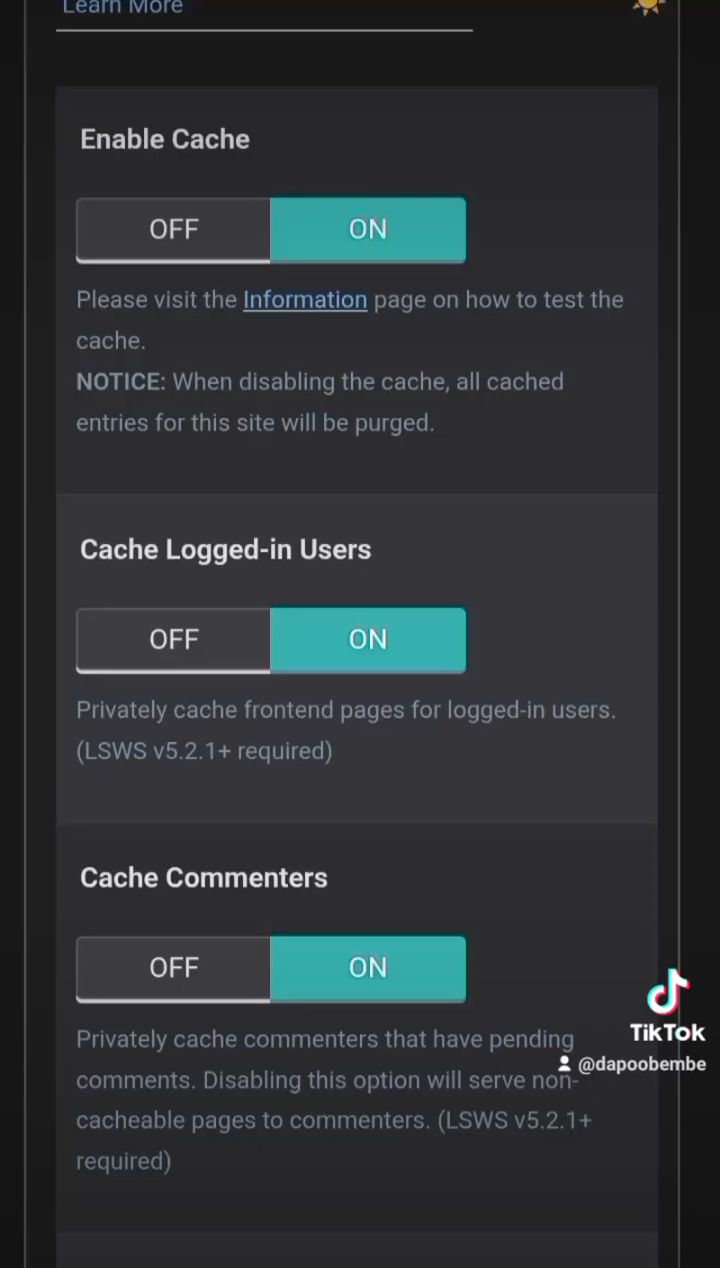 Learn More
Enable Cache
OFF ON
Please visit the Information page on how to test the
cache.
NOTICE: When disabling the cache, all cached
entries for this site will be purged.
Cache Logged-in Users
OFF ON
Privately cache frontend pages for logged-in users.
(LSWS v5.2.1+ required)
Cache Commenters
OFF ON
Privately cache commenters that have pending
comments. Disabling this option will serve non-
cacheable pages to commenters. (LSWS v5.2.1+
required)
TikTok
@dapoobembe